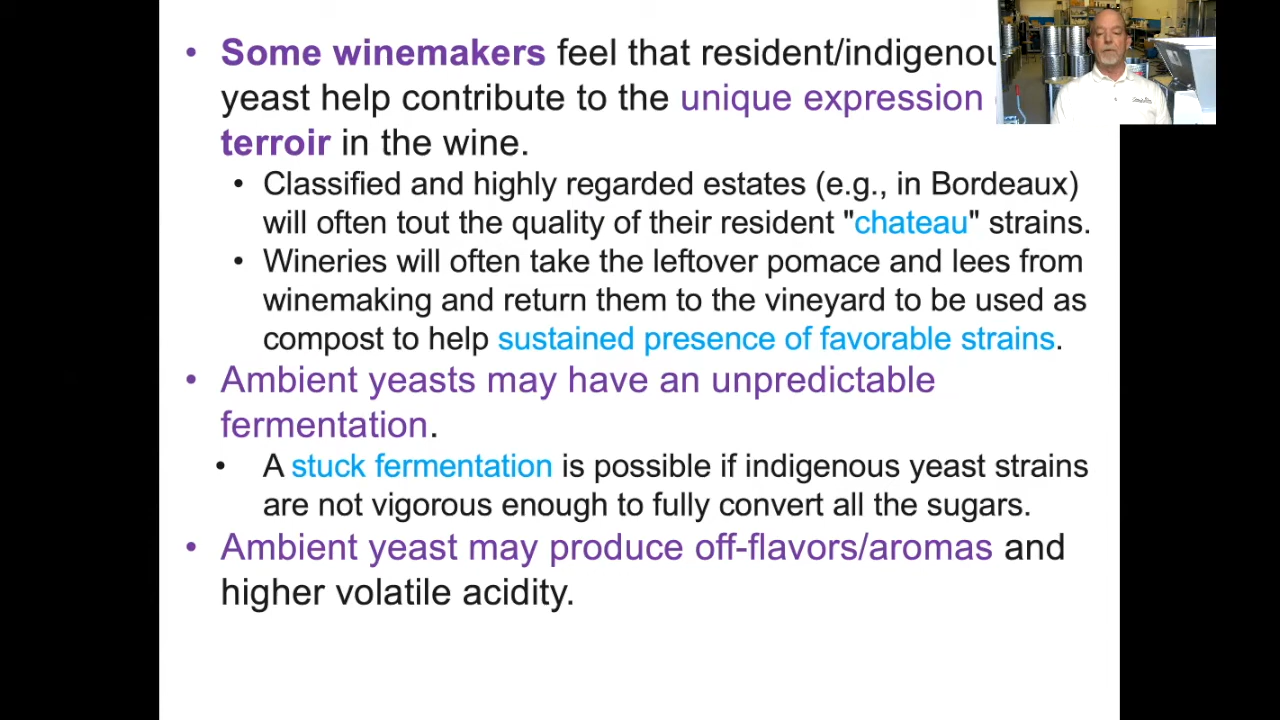 • Some winemakers feel that resident/indigenou
yeast help contribute to the unique expression
terroir in the wine.
• Classified and highly regarded estates (e.g., in Bordeaux)
will often tout the quality of their resident "chateau" strains.
• Wineries will often take the leftover pomace and lees from
winemaking and return them to the vineyard to be used as
compost to help sustained presence of favorable strains.
• Ambient yeasts may have an unpredictable
fermentation.
• A stuck fermentation is possible if indigenous yeast strains
are not vigorous enough to fully convert all the sugars.
• Ambient yeast may produce off-flavors/aromas and
higher volatile acidity.